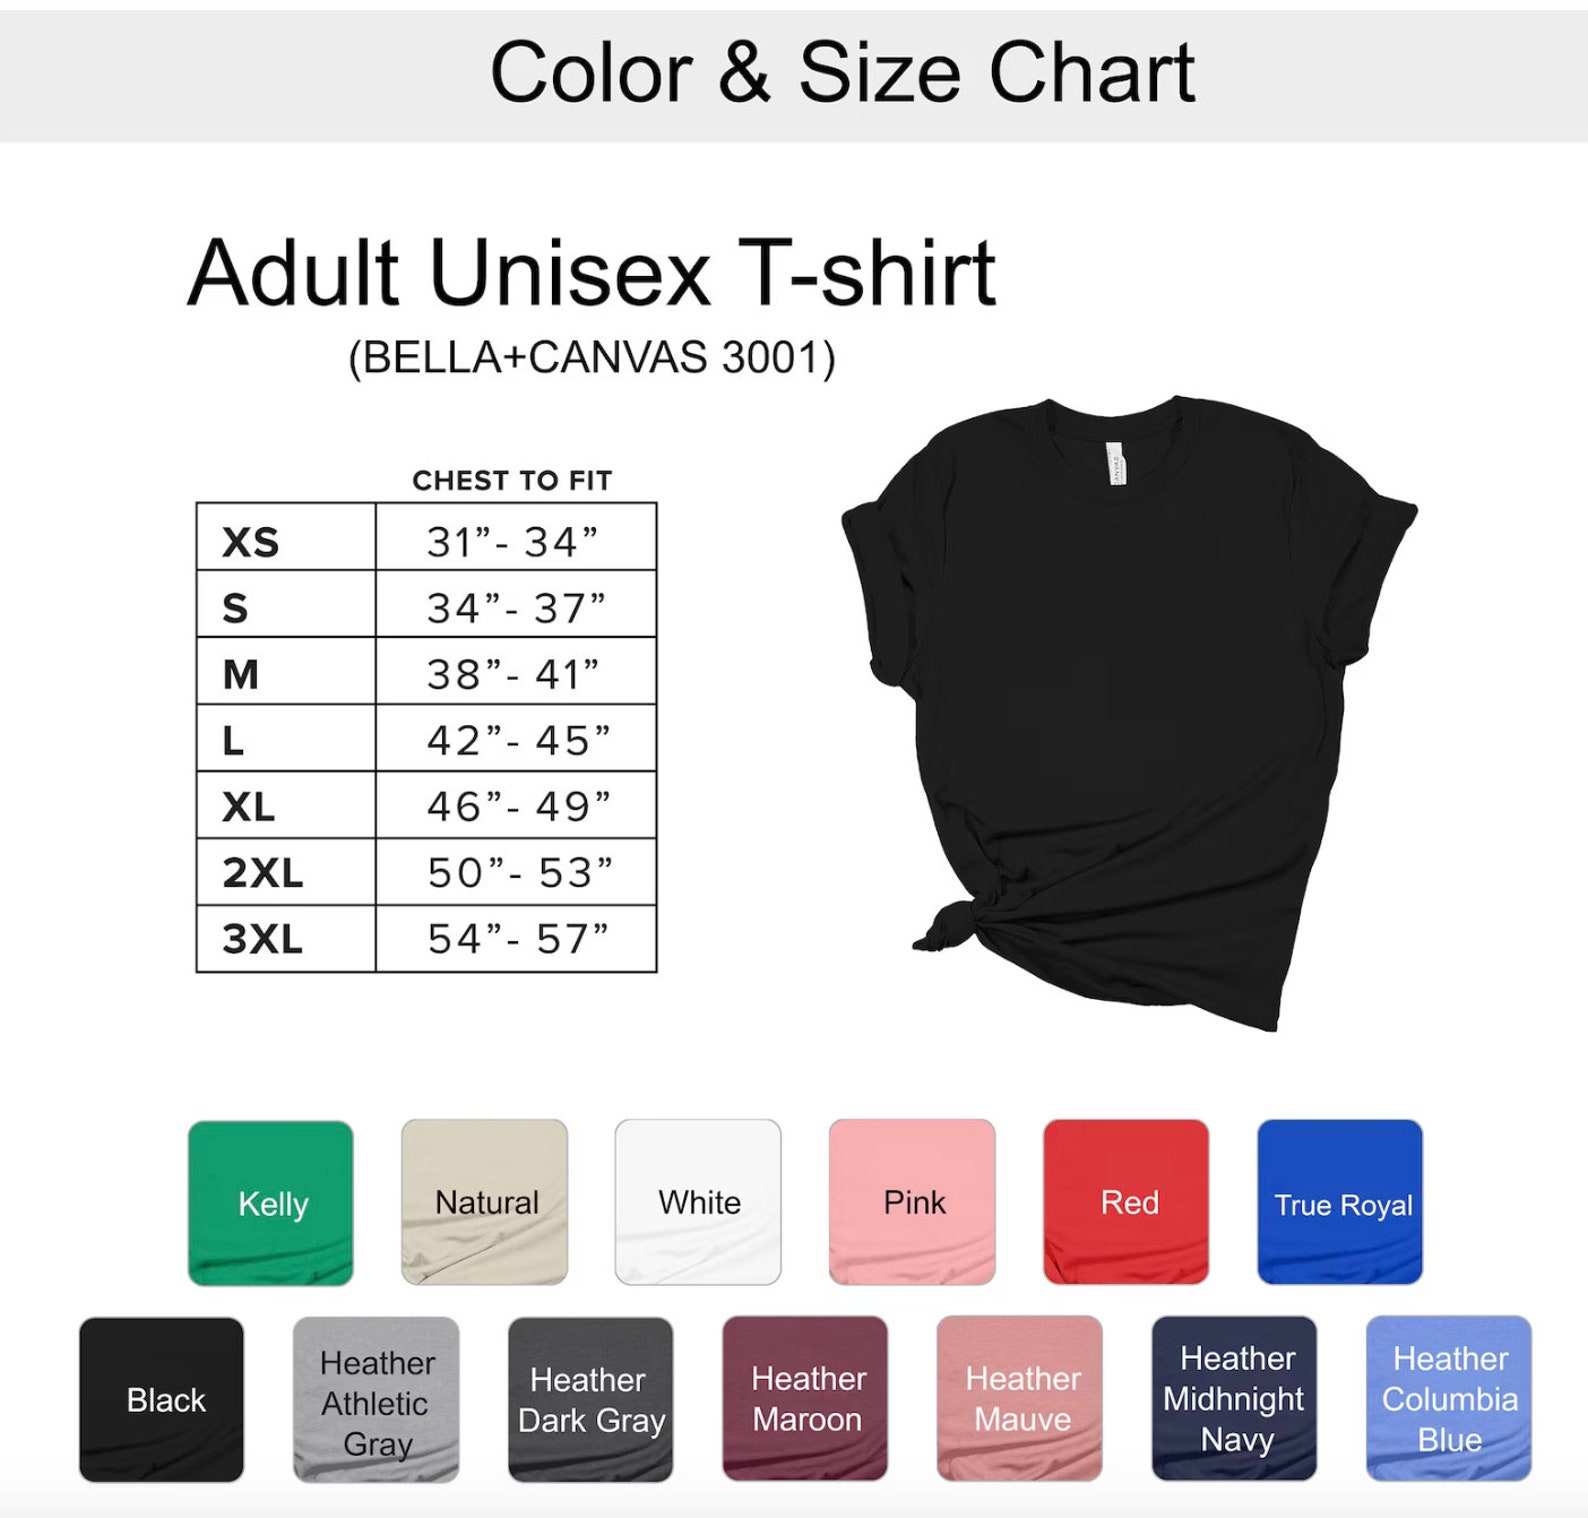 Color & Size Chart
Adult Unisex T-shirt
(BELLA+CANVAS 3001)
CHEST TO FIT
XS 31”- 34”
S 34”- 37”
M 38”- 41”
L 42”- 45”
XL 46”- 49”
2XL 50”- 53”
3XL 54”- 57”
Kelly
Natural
White
Pink
Red
True Royal
Black
Heather
Athletic
Gray
Heather
Dark Gray
Heather
Maroon
Heather
Mauve
Heather
Midhnight
Navy
Heather
Columbia
Blue